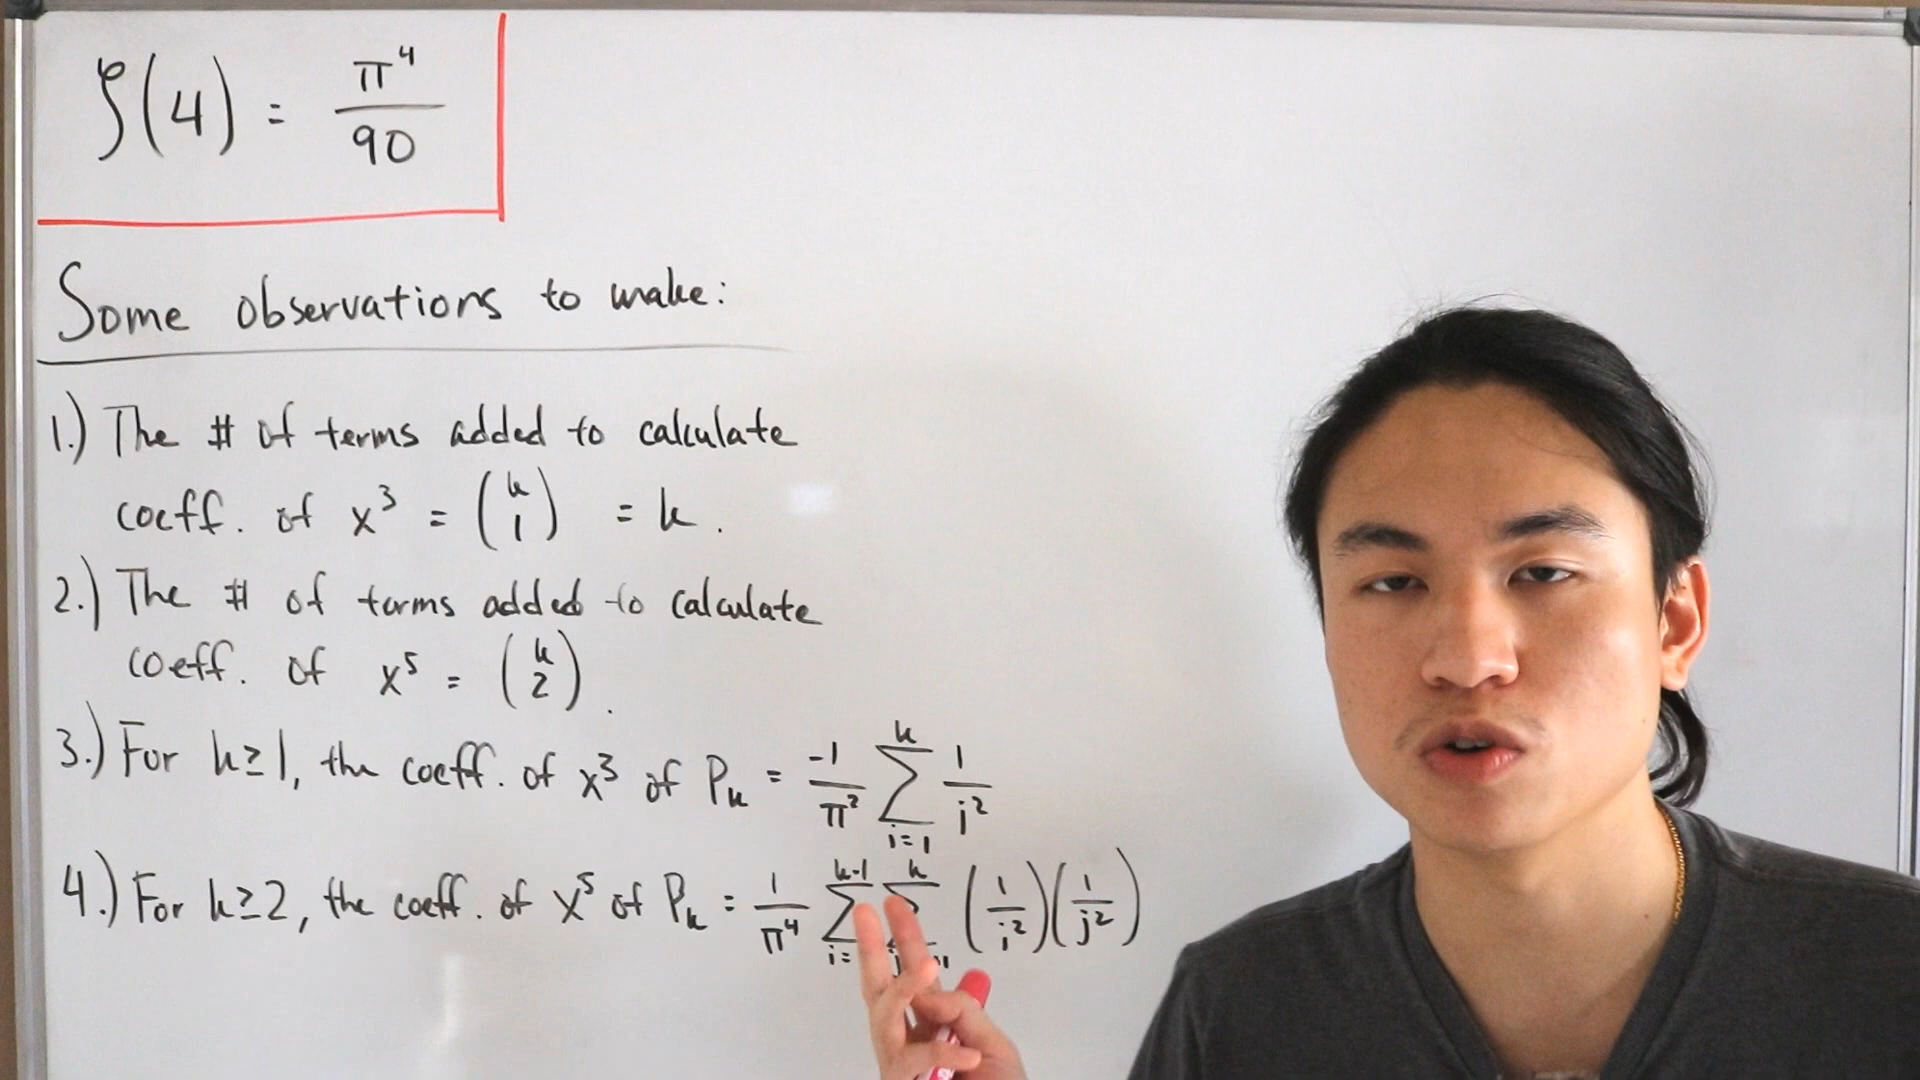 ζ(4) = π⁴/90
Some observations to make:
1.) The # of terms added to calculate
coeff. of x³ = (k 1) = k.
2.) The # of terms added to calculate
coeff. of x⁵ = (k 2).
3.) For k≥1, the coeff. of x³ of Pₖ = -1/π² ∑ᵢ₌₁ᵏ 1/i²
4.) For k≥2, the coeff. of x⁵ of Pₖ = 1/π⁴ ∑ᵢ₌ ᵏ⁻¹ ∑ ᵏ (1/i²)(1/j²)